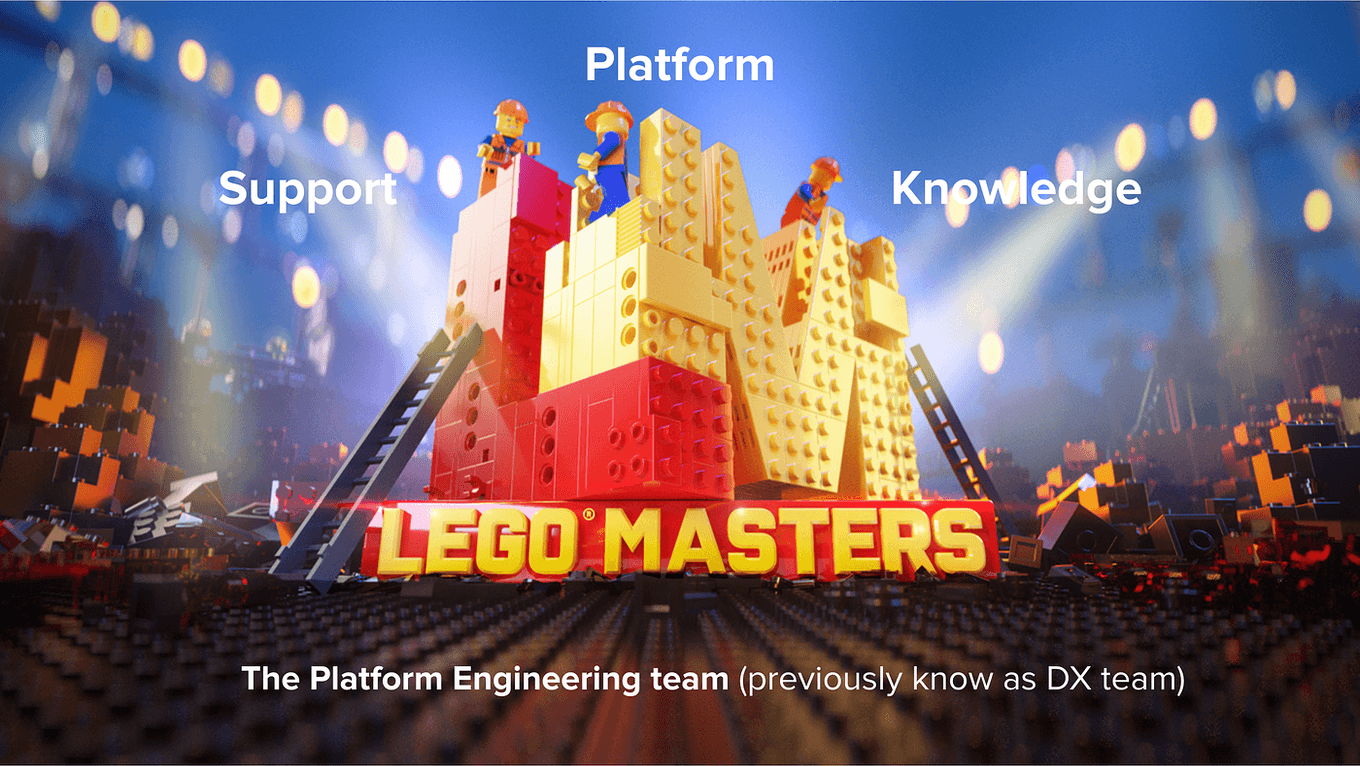 Platform
Support
Knowledge
LEGO® MASTERS
The Platform Engineering team (previously know as DX team)